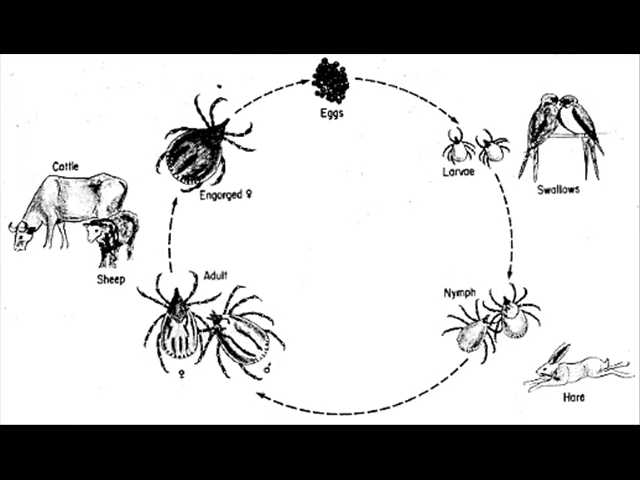 Eggs
Larvae
Swallows
Nymph
Hare
Adult
♀
♂
Engorged ♀
Cattle
Sheep